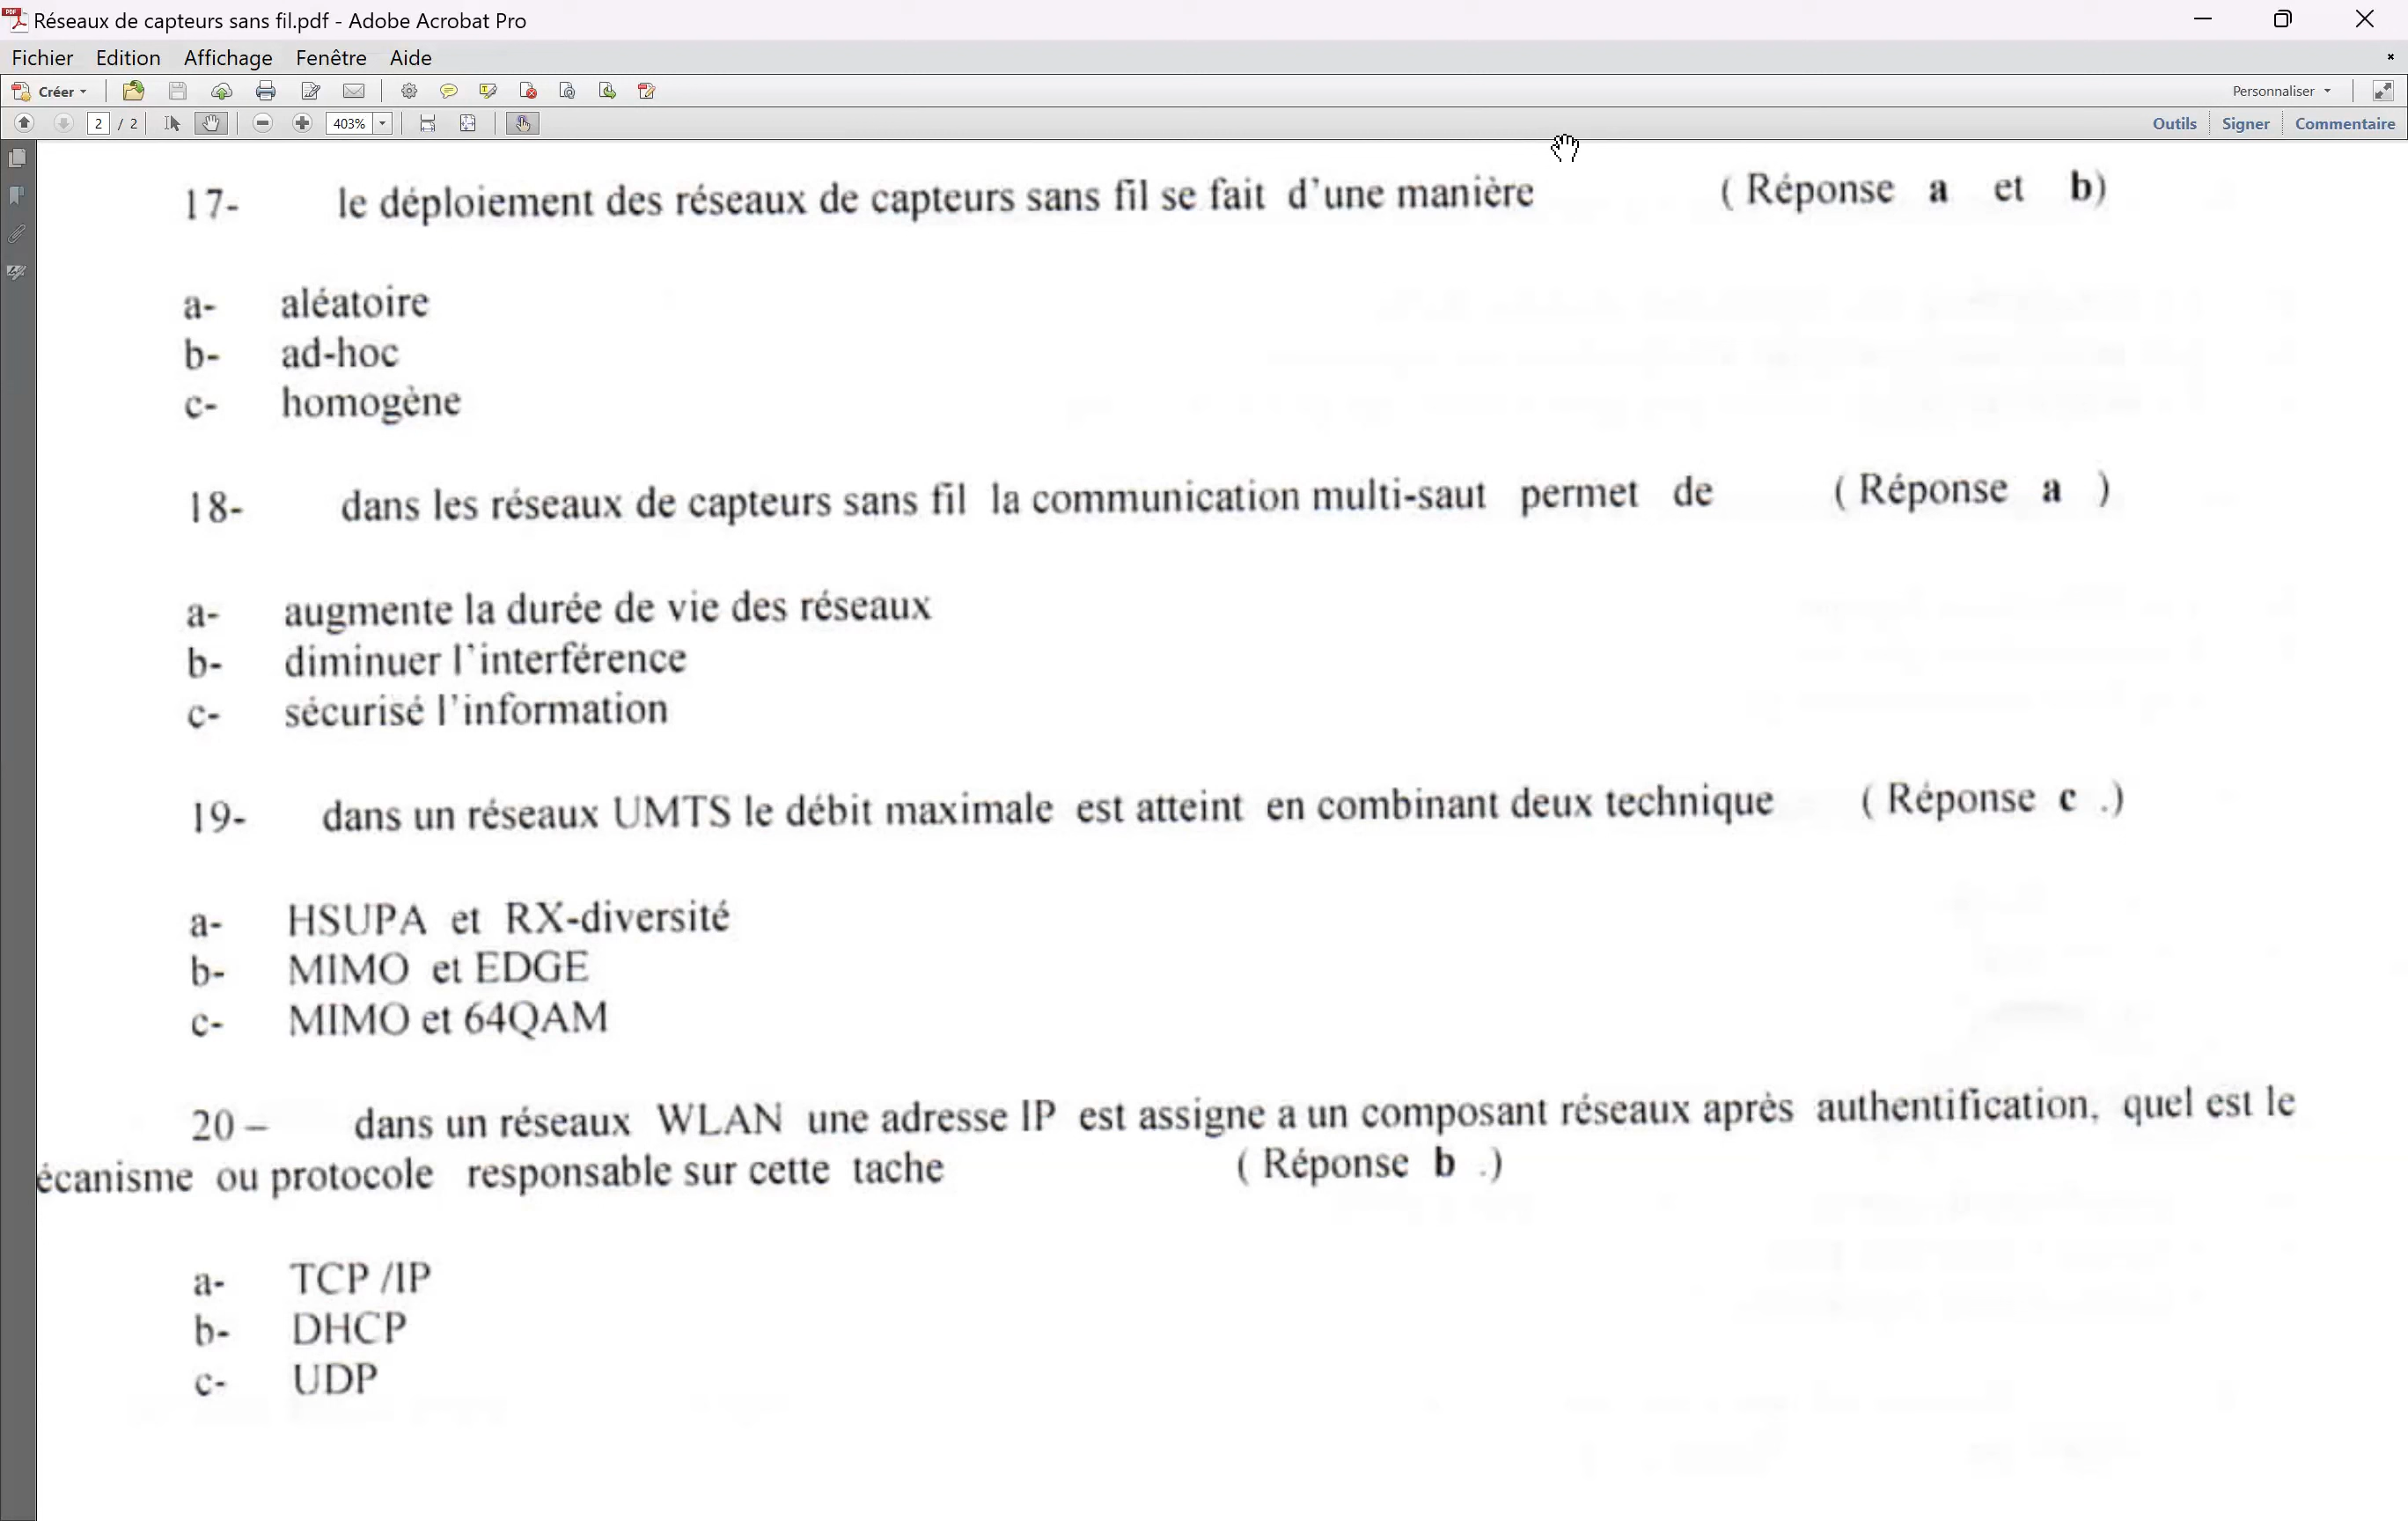 Réseaux de capteurs sans fil.pdf - Adobe Acrobat Pro
Fichier Edition Affichage Fenêtre Aide
Créer Personnaliser
2 / 2 403% Outils Signer Commentaire
17- le déploiement des réseaux de capteurs sans fil se fait d'une manière ( Réponse a et b)
a- aléatoire
b- ad-hoc
c- homogène
18- dans les réseaux de capteurs sans fil la communication multi-saut permet de ( Réponse a )
a- augmente la durée de vie des réseaux
b- diminuer l'interférence
c- sécurisé l'information
19- dans un réseaux UMTS le débit maximale est atteint en combinant deux technique ( Réponse c .)
a- HSUPA et RX-diversité
b- MIMO et EDGE
c- MIMO et 64QAM
20 – dans un réseaux WLAN une adresse IP est assigne a un composant réseaux après authentification, quel est le
écanisme ou protocole responsable sur cette tache ( Réponse b .)
a- TCP /IP
b- DHCP
c- UDP